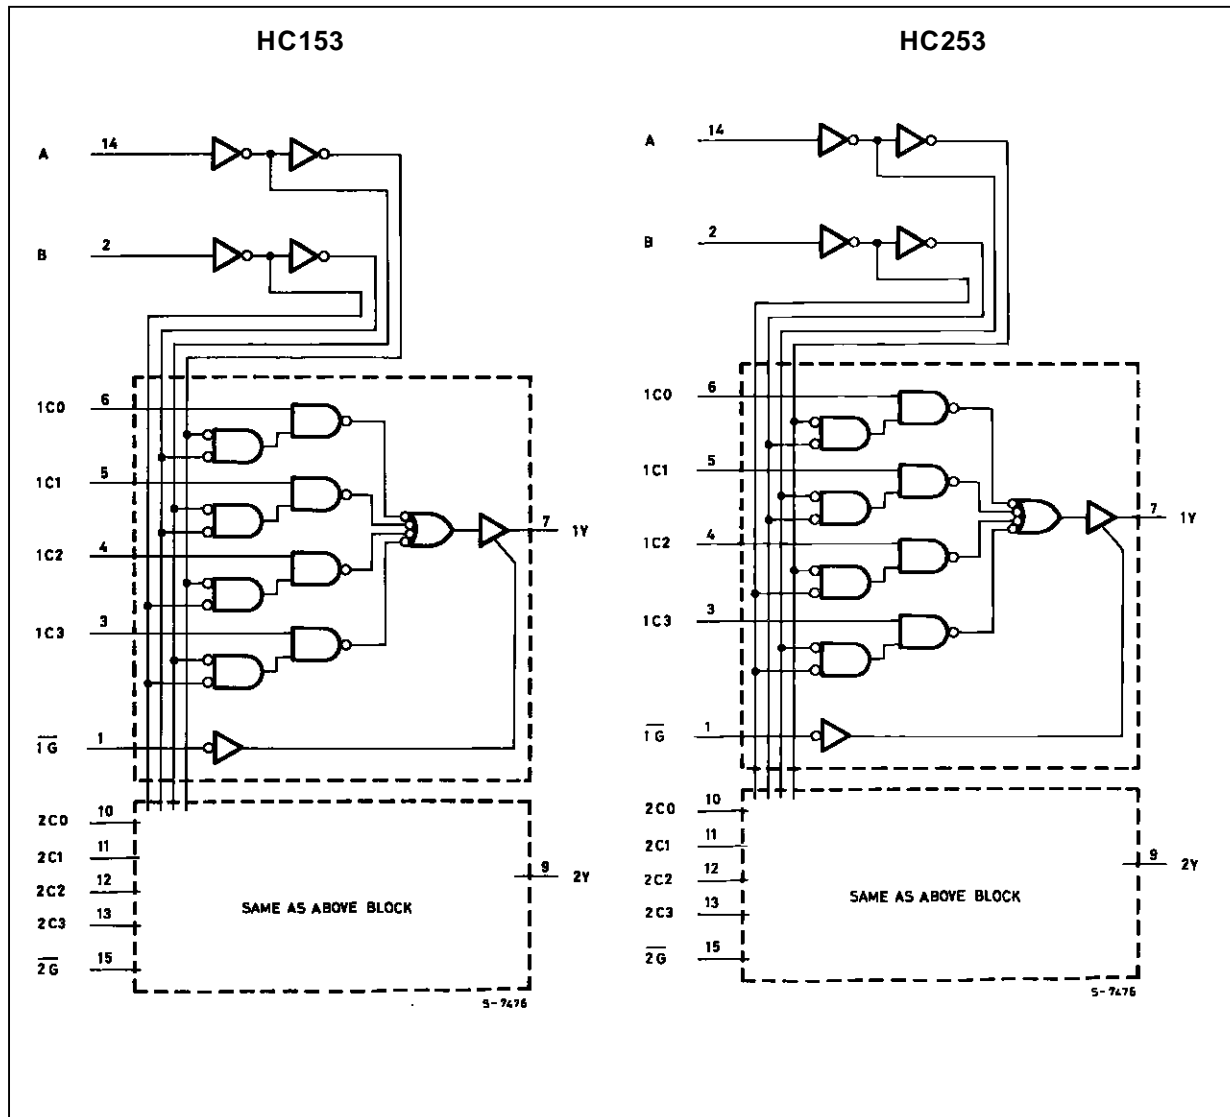 HC153
A 14
B 2
1C0 6
1C1 5
1C2 4
1C3 3
7 1Y
1G 1
2C0 10
2C1 11
2C2 12
2C3 13
2G 15
9 2Y
SAME AS ABOVE BLOCK
S-7476
HC253
A 14
B 2
1C0 6
1C1 5
1C2 4
1C3 3
7 1Y
1G 1
2C0 10
2C1 11
2C2 12
2C3 13
2G 15
9 2Y
SAME AS ABOVE BLOCK
S-7476